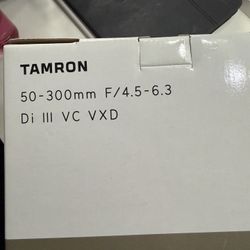 TAMRON
50-300mm F/4.5-6.3
Di III VC VXD